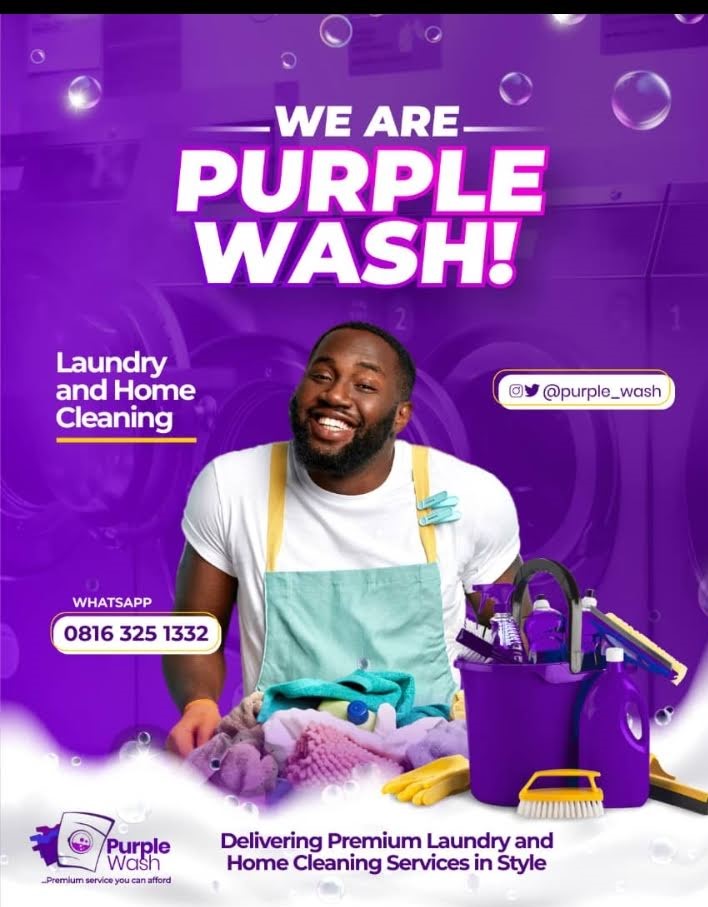 WE ARE
PURPLE
WASH!
Laundry
and Home
Cleaning
@purple_wash
WHATSAPP
0816 325 1332
Purple
Wash
...Premium service you can afford
Delivering Premium Laundry and
Home Cleaning Services in Style